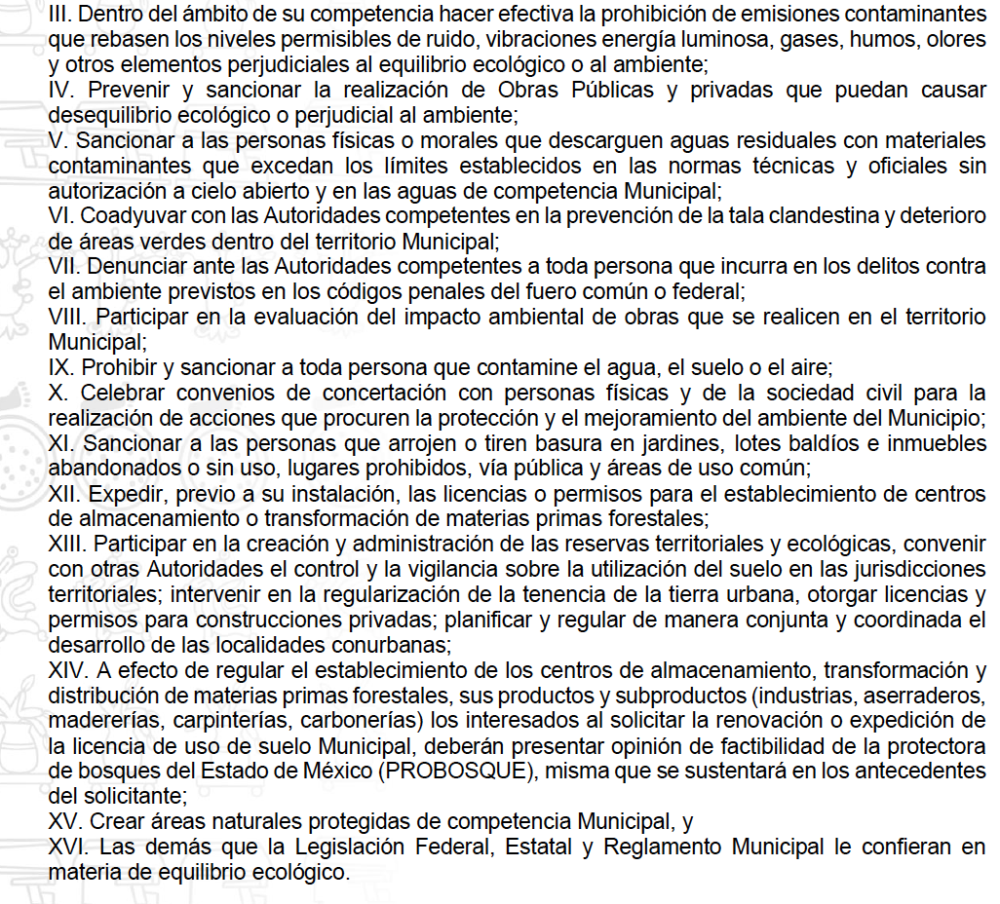 III. Dentro del ámbito de su competencia hacer efectiva la prohibición de emisiones contaminantes
que rebasen los niveles permisibles de ruido, vibraciones energía luminosa, gases, humos, olores
y otros elementos perjudiciales al equilibrio ecológico o al ambiente;
IV. Prevenir y sancionar la realización de Obras Públicas y privadas que puedan causar
desequilibrio ecológico o perjudicial al ambiente;
V. Sancionar a las personas físicas o morales que descarguen aguas residuales con materiales
contaminantes que excedan los límites establecidos en las normas técnicas y oficiales sin
autorización a cielo abierto y en las aguas de competencia Municipal;
VI. Coadyuvar con las Autoridades competentes en la prevención de la tala clandestina y deterioro
de áreas verdes dentro del territorio Municipal;
VII. Denunciar ante las Autoridades competentes a toda persona que incurra en los delitos contra
el ambiente previstos en los códigos penales del fuero común o federal;
VIII. Participar en la evaluación del impacto ambiental de obras que se realicen en el territorio
Municipal;
IX. Prohibir y sancionar a toda persona que contamine el agua, el suelo o el aire;
X. Celebrar convenios de concertación con personas físicas y de la sociedad civil para la
realización de acciones que procuren la protección y el mejoramiento del ambiente del Municipio;
XI. Sancionar a las personas que arrojen o tiren basura en jardines, lotes baldíos e inmuebles
abandonados o sin uso, lugares prohibidos, vía pública y áreas de uso común;
XII. Expedir, previo a su instalación, las licencias o permisos para el establecimiento de centros
de almacenamiento o transformación de materias primas forestales;
XIII. Participar en la creación y administración de las reservas territoriales y ecológicas, convenir
con otras Autoridades el control y la vigilancia sobre la utilización del suelo en las jurisdicciones
territoriales; intervenir en la regularización de la tenencia de la tierra urbana, otorgar licencias y
permisos para construcciones privadas; planificar y regular de manera conjunta y coordinada el
desarrollo de las localidades conurbanas;
XIV. A efecto de regular el establecimiento de los centros de almacenamiento, transformación y
distribución de materias primas forestales, sus productos y subproductos (industrias, aserraderos,
madererías, carpinterías, carbonerías) los interesados al solicitar la renovación o expedición de
la licencia de uso de suelo Municipal, deberán presentar opinión de factibilidad de la protectora
de bosques del Estado de México (PROBOSQUE), misma que se sustentará en los antecedentes
del solicitante;
XV. Crear áreas naturales protegidas de competencia Municipal, y
XVI. Las demás que la Legislación Federal, Estatal y Reglamento Municipal le confieran en
materia de equilibrio ecológico.